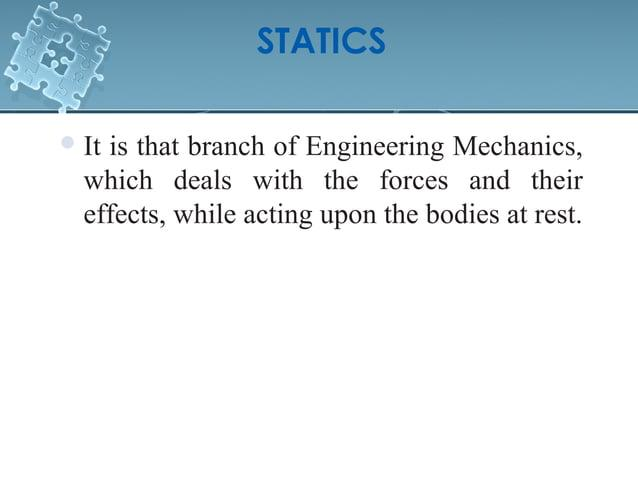 STATICS
It is that branch of Engineering Mechanics,
which deals with the forces and their
effects, while acting upon the bodies at rest.